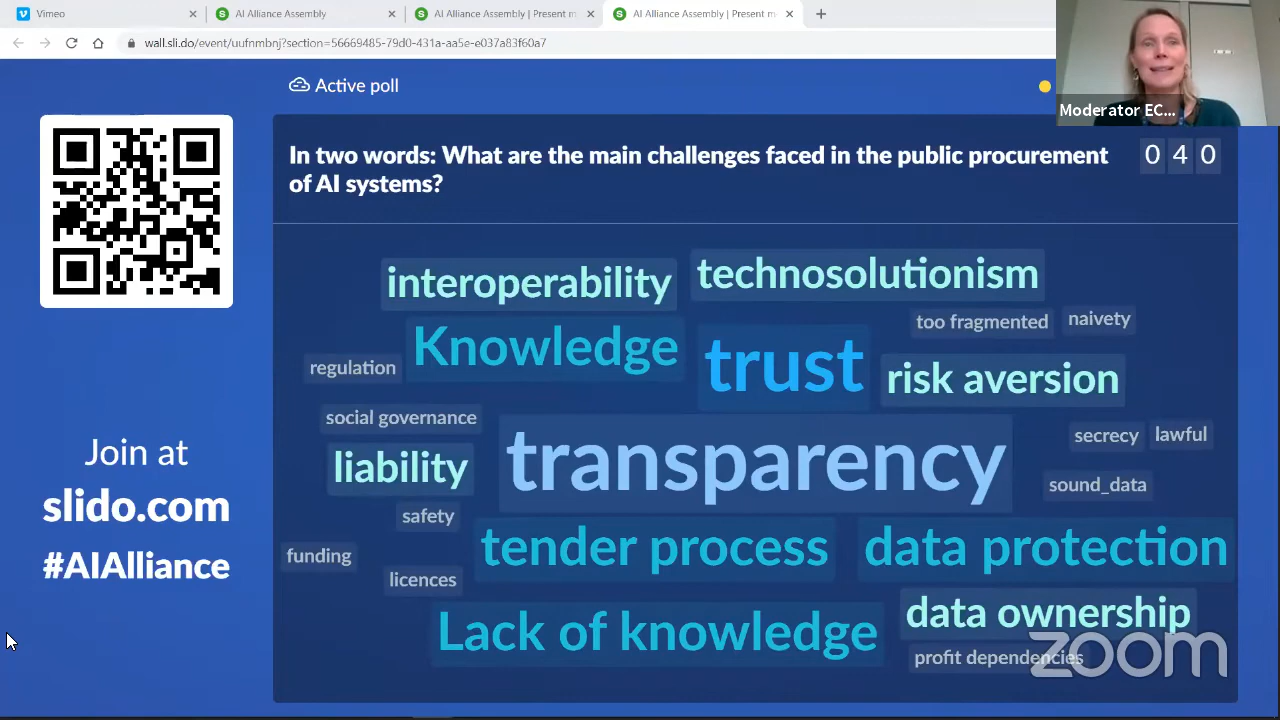 Vimeo
AI Alliance Assembly
AI Alliance Assembly | Present m
AI Alliance Assembly | Present m
wall.sli.do/event/uufnmbnj?section=56669485-79d0-431a-aa5a-e037a83f60a7
Moderator EC...
Active poll
In two words: What are the main challenges faced in the public procurement
of AI systems?
0 4 0
interoperability
technosolutionism
too fragmented
naivety
regulation
Knowledge
trust
risk aversion
social governance
transparency
secrecy
lawful
liability
sound_data
safety
tender process
data protection
funding
licences
Lack of knowledge
data ownership
profit dependencies
Join at
slido.com
#AIAlliance
zoom